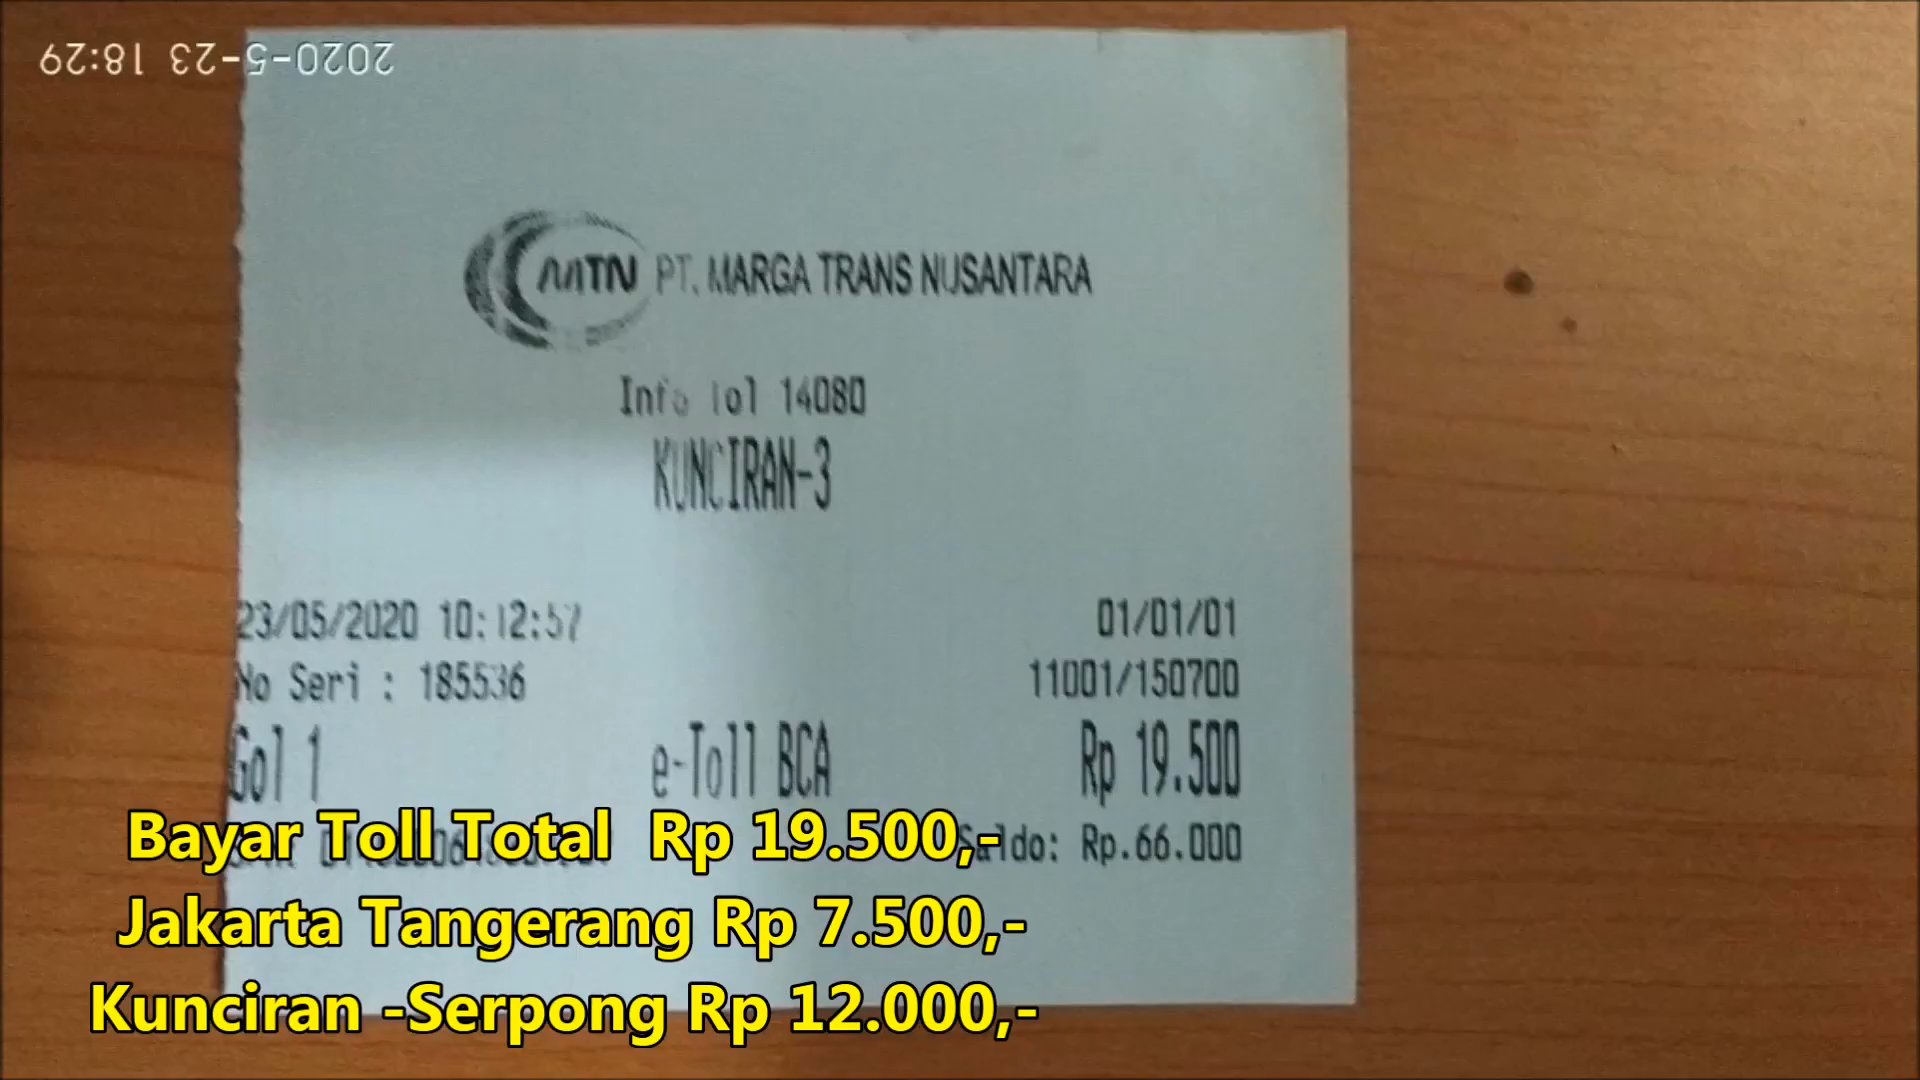 2020-5-23 18:29
MTN PT. MARGA TRANS NUSANTARA
Info Tol 14080
KUNCIRAN-3
23/05/2020 10:12:57 01/01/01
No Seri : 185536 11001/150700
Gol 1 e-Toll BCA Rp 19.500
Saldo: Rp.66.000
Bayar Toll Total Rp 19.500,-
Jakarta Tangerang Rp 7.500,-
Kunciran -Serpong Rp 12.000,-